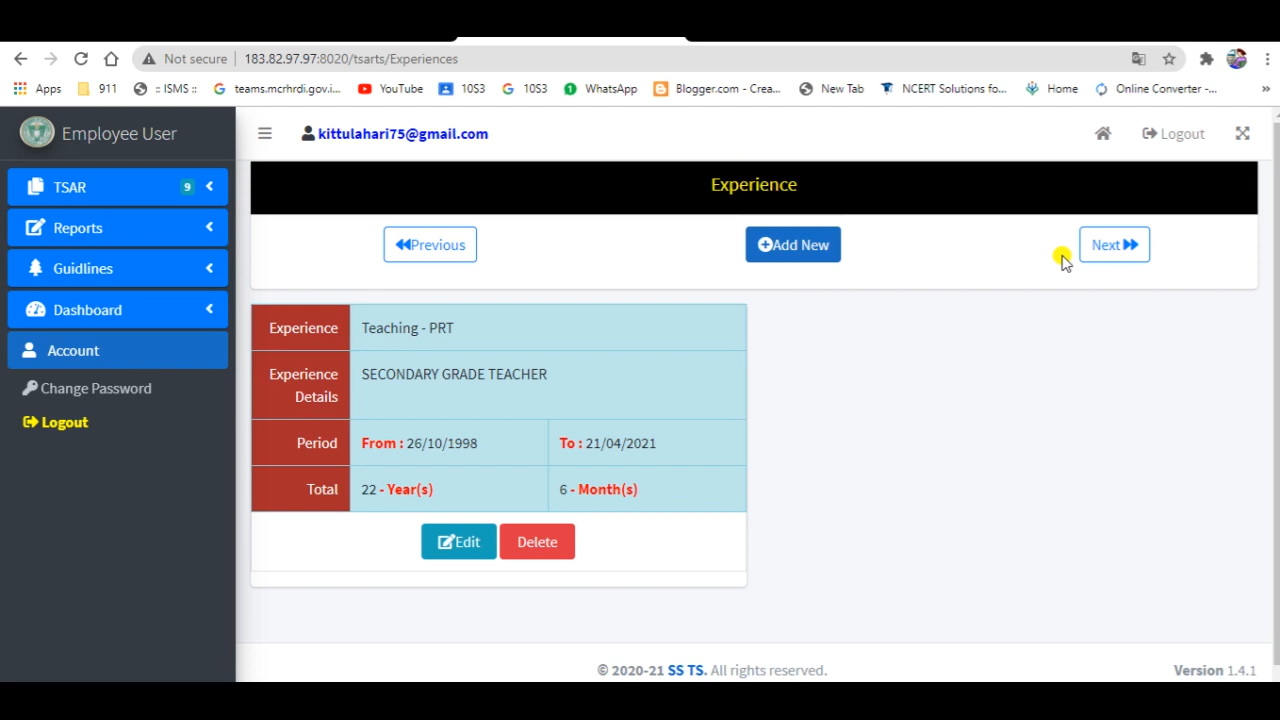 Not secure | 183.82.97.97:8020/tsarts/Experiences
Apps 911 :: ISMS :: teams.mcrhrdi.gov.i... YouTube 10S3 10S3 WhatsApp Blogger.com - Crea... New Tab NCERT Solutions fo... Home Online Converter -... »
Employee User
kittulahari75@gmail.com
Logout
TSAR 9
Reports
Guidlines
Dashboard
Account
Change Password
Logout
Experience
Previous
Add New
Next
Experience Teaching - PRT
Experience Details SECONDARY GRADE TEACHER
Period From : 26/10/1998 To : 21/04/2021
Total 22 - Year(s) 6 - Month(s)
Edit Delete
© 2020-21 SS TS. All rights reserved.
Version 1.4.1